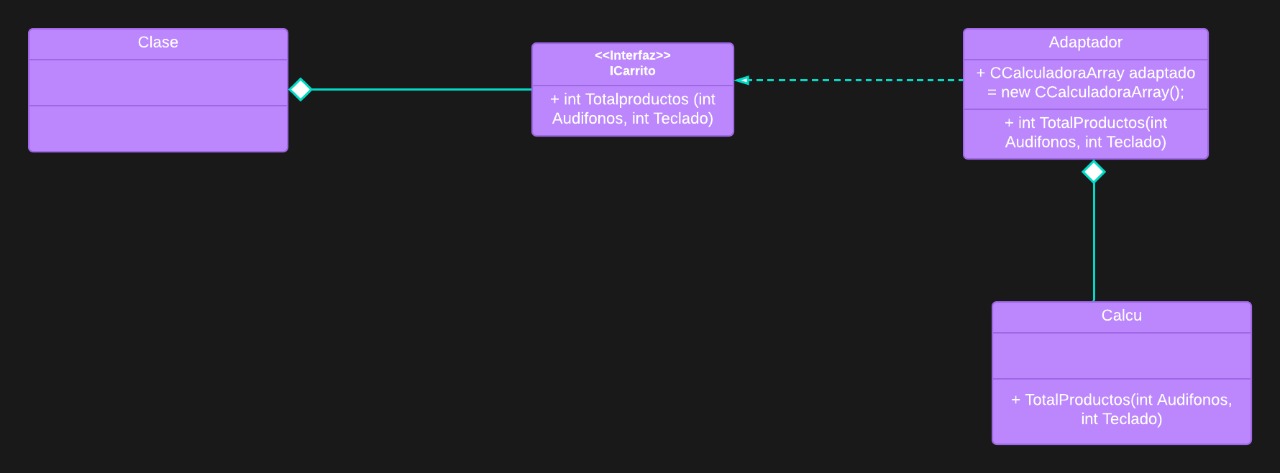 Clase
<<Interfaz>>
ICarrito
+ int Totalproductos (int
Audifonos, int Teclado)
Adaptador
+ CCalculadoraArray adaptado
= new CCalculadoraArray();
+ int TotalProductos(int
Audifonos, int Teclado)
Calcu
+ TotalProductos(int Audifonos,
int Teclado)